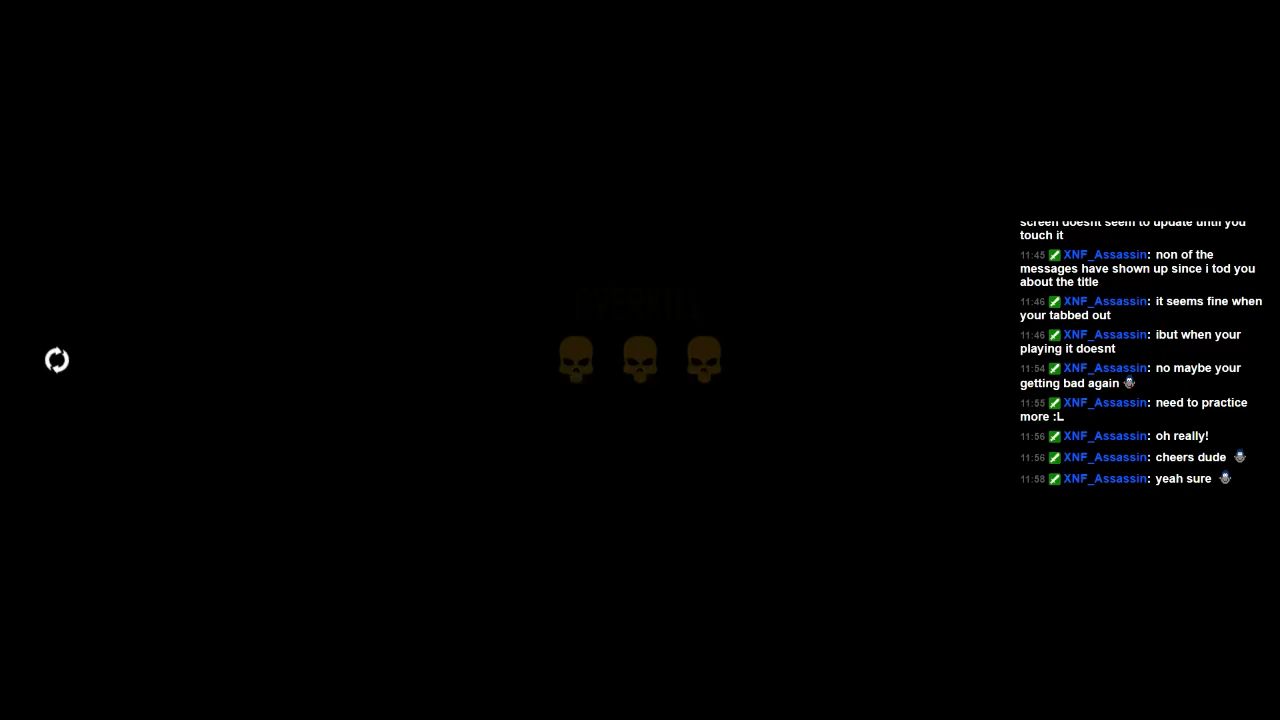 OVERKILL
screen doesnt seem to update until you
touch it
11:45 XNF_Assassin: non of the
messages have shown up since i tod you
about the title
11:46 XNF_Assassin: it seems fine when
your tabbed out
11:46 XNF_Assassin: ibut when your
playing it doesnt
11:54 XNF_Assassin: no maybe your
getting bad again
11:55 XNF_Assassin: need to practice
more :L
11:56 XNF_Assassin: oh really!
11:56 XNF_Assassin: cheers dude
11:58 XNF_Assassin: yeah sure